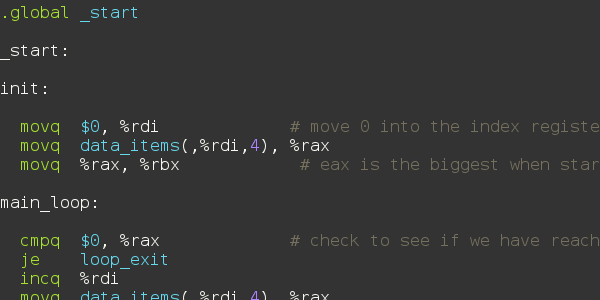 .global _start
_start:
init:
movq $0, %rdi # move 0 into the index registe
movq data_items(,%rdi,4), %rax
movq %rax, %rbx # eax is the biggest when star
main_loop:
cmpq $0, %rax # check to see if we have reach
je loop_exit
incq %rdi
movq data_items(,%rdi,4), %rax